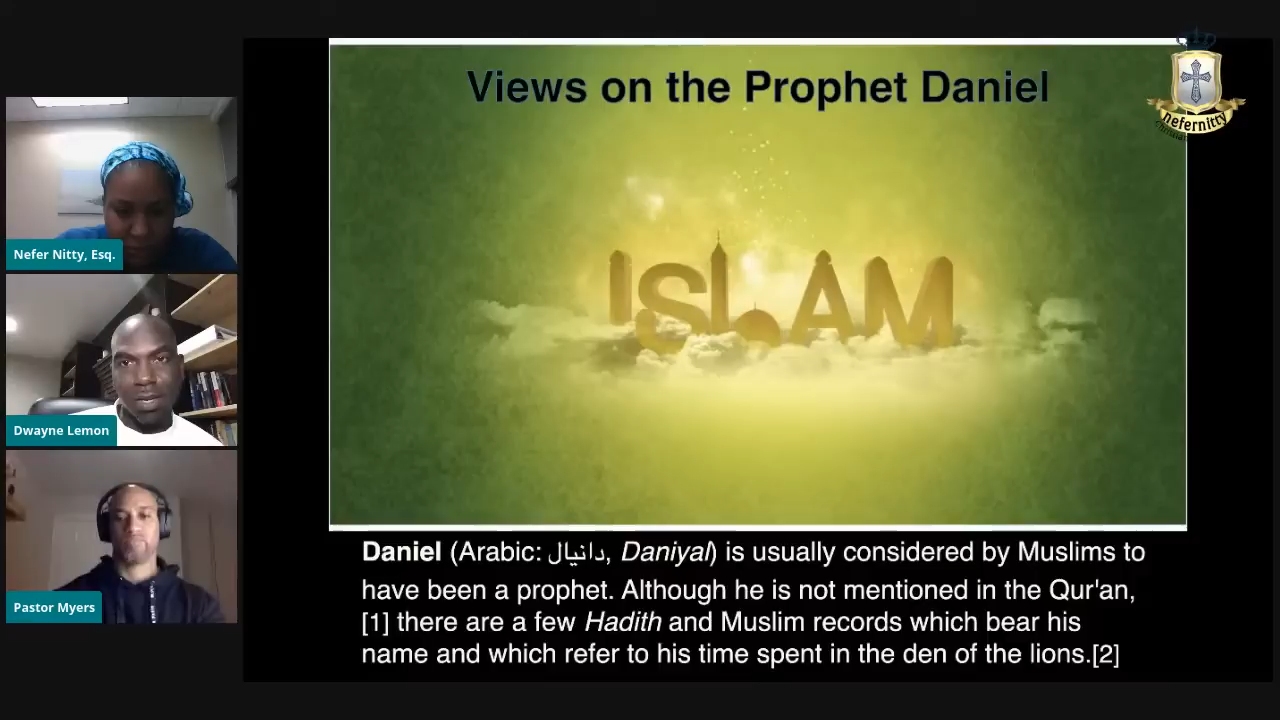 Views on the Prophet Daniel
nefernitty
ISLAM
Nefer Nitty, Esq.
Dwayne Lemon
Pastor Myers
Daniel (Arabic: دانيال, Daniyal) is usually considered by Muslims to
have been a prophet. Although he is not mentioned in the Qur'an,
[1] there are a few Hadith and Muslim records which bear his
name and which refer to his time spent in the den of the lions.[2]